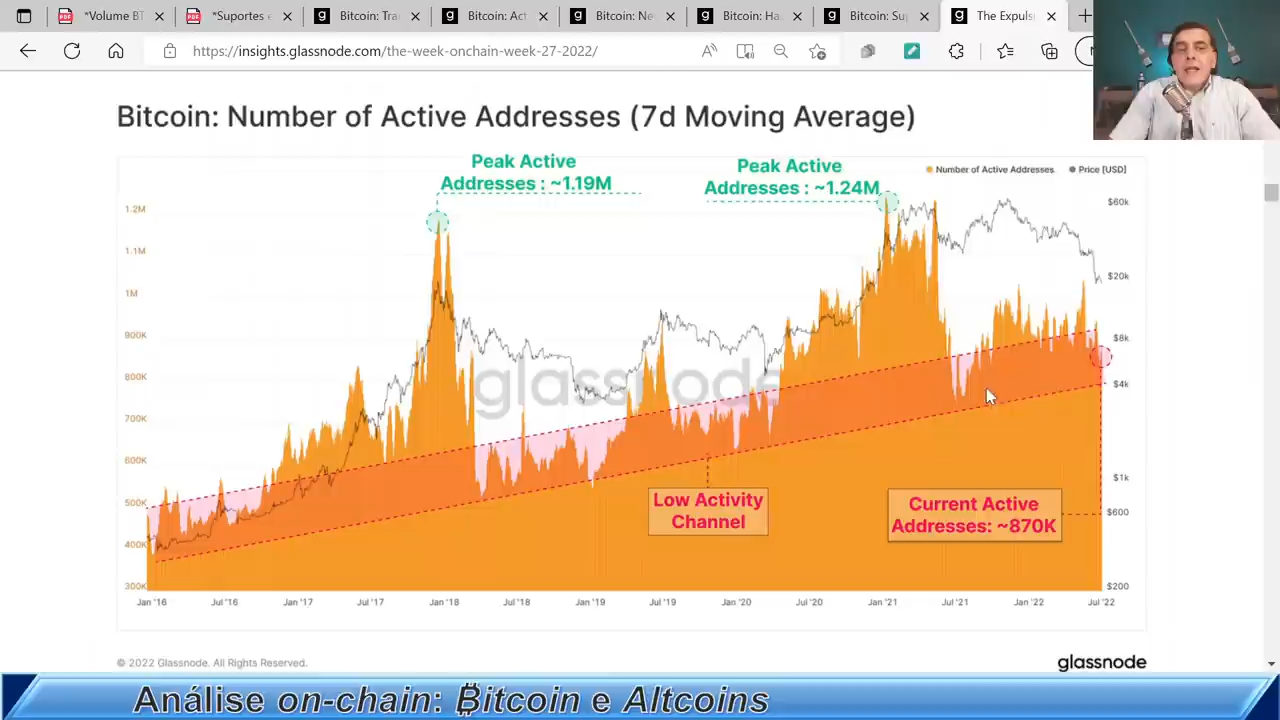 "Volume BT
"Suportes e
Bitcoin: Tra
Bitcoin: Act
Bitcoin: Ne
Bitcoin Ha
Bitcoin Sup
The Expuls
https://insights.glassnode.com/the-week-onchain-week-27-2022/
Bitcoin: Number of Active Addresses (7d Moving Average)
Peak Active
Addresses : ~1.19M
Peak Active
Addresses : ~1.24M
Number of Active Addresses
Price [USD]
1.2M
1.1M
1M
900K
800K
700K
600K
500K
400K
300K
$60k
$20k
$8k
$4k
$1k
$600
$200
glassnode
Low Activity
Channel
Current Active
Addresses: ~870K
Jan '16
Jul '16
Jan '17
Jul '17
Jan '18
Jul '18
Jan '19
Jul '19
Jan '20
Jul '20
Jan '21
Jul '21
Jan '22
Jul '22
© 2022 Glassnode. All Rights Reserved.
glassnode
Análise on-chain: ₿itcoin e Altcoins